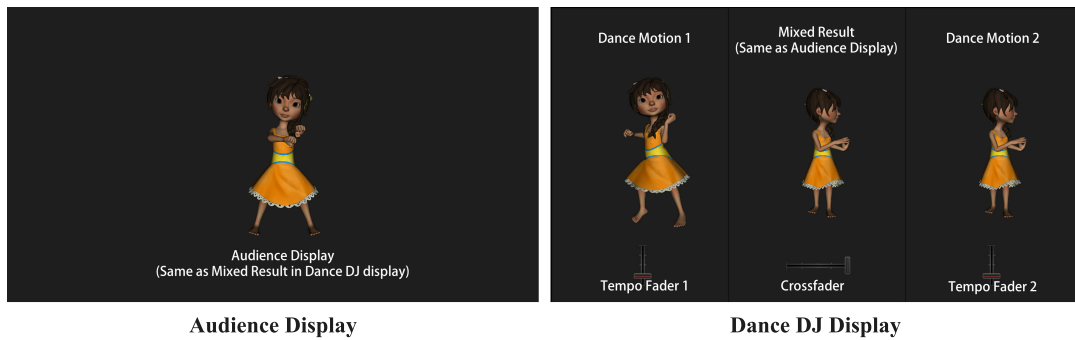 Audience Display
(Same as Mixed Result in Dance DJ display)
Audience Display
Dance Motion 1
Mixed Result
(Same as Audience Display)
Dance Motion 2
Tempo Fader 1
Crossfader
Tempo Fader 2
Dance DJ Display